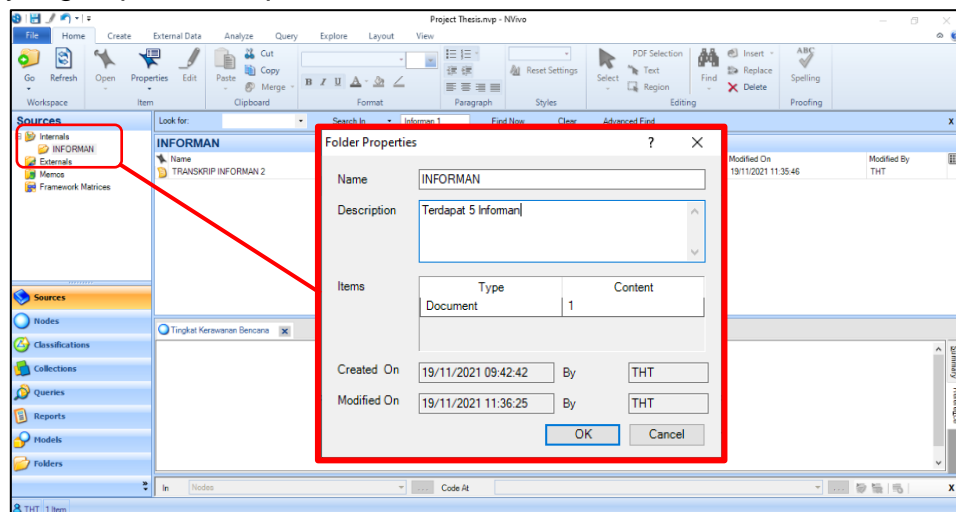 Project Thesis.nvp - NVivo
File Home Create External Data Analyze Query Explore Layout View
Go Refresh Open Properties Edit Paste Cut Copy Merge
B I U A
Reset Settings
Select PDF Selection Text Region Find Insert Replace Delete
ABC Spelling
Workspace Item Clipboard Format Paragraph Styles Editing Proofing
Sources
Look for: Search In Informan 1 Find Now Clear Advanced Find X
Internals
INFORMAN
Externals
Memos
Framework Matrices
INFORMAN
Name Modified On Modified By
TRANSKRIP INFORMAN 2 19/11/2021 11:35:46 THT
Folder Properties ? X
Name INFORMAN
Description Terdapat 5 Informan
Items Type Content
Document 1
Created On 19/11/2021 09:42:42 By THT
Modified On 19/11/2021 11:36:25 By THT
OK Cancel
Sources
Nodes
Classifications
Collections
Queries
Reports
Models
Folders
Tingkat Kerawanan Bencana x
Summary
In Nodes ... Code At ... X
THT 1 Item